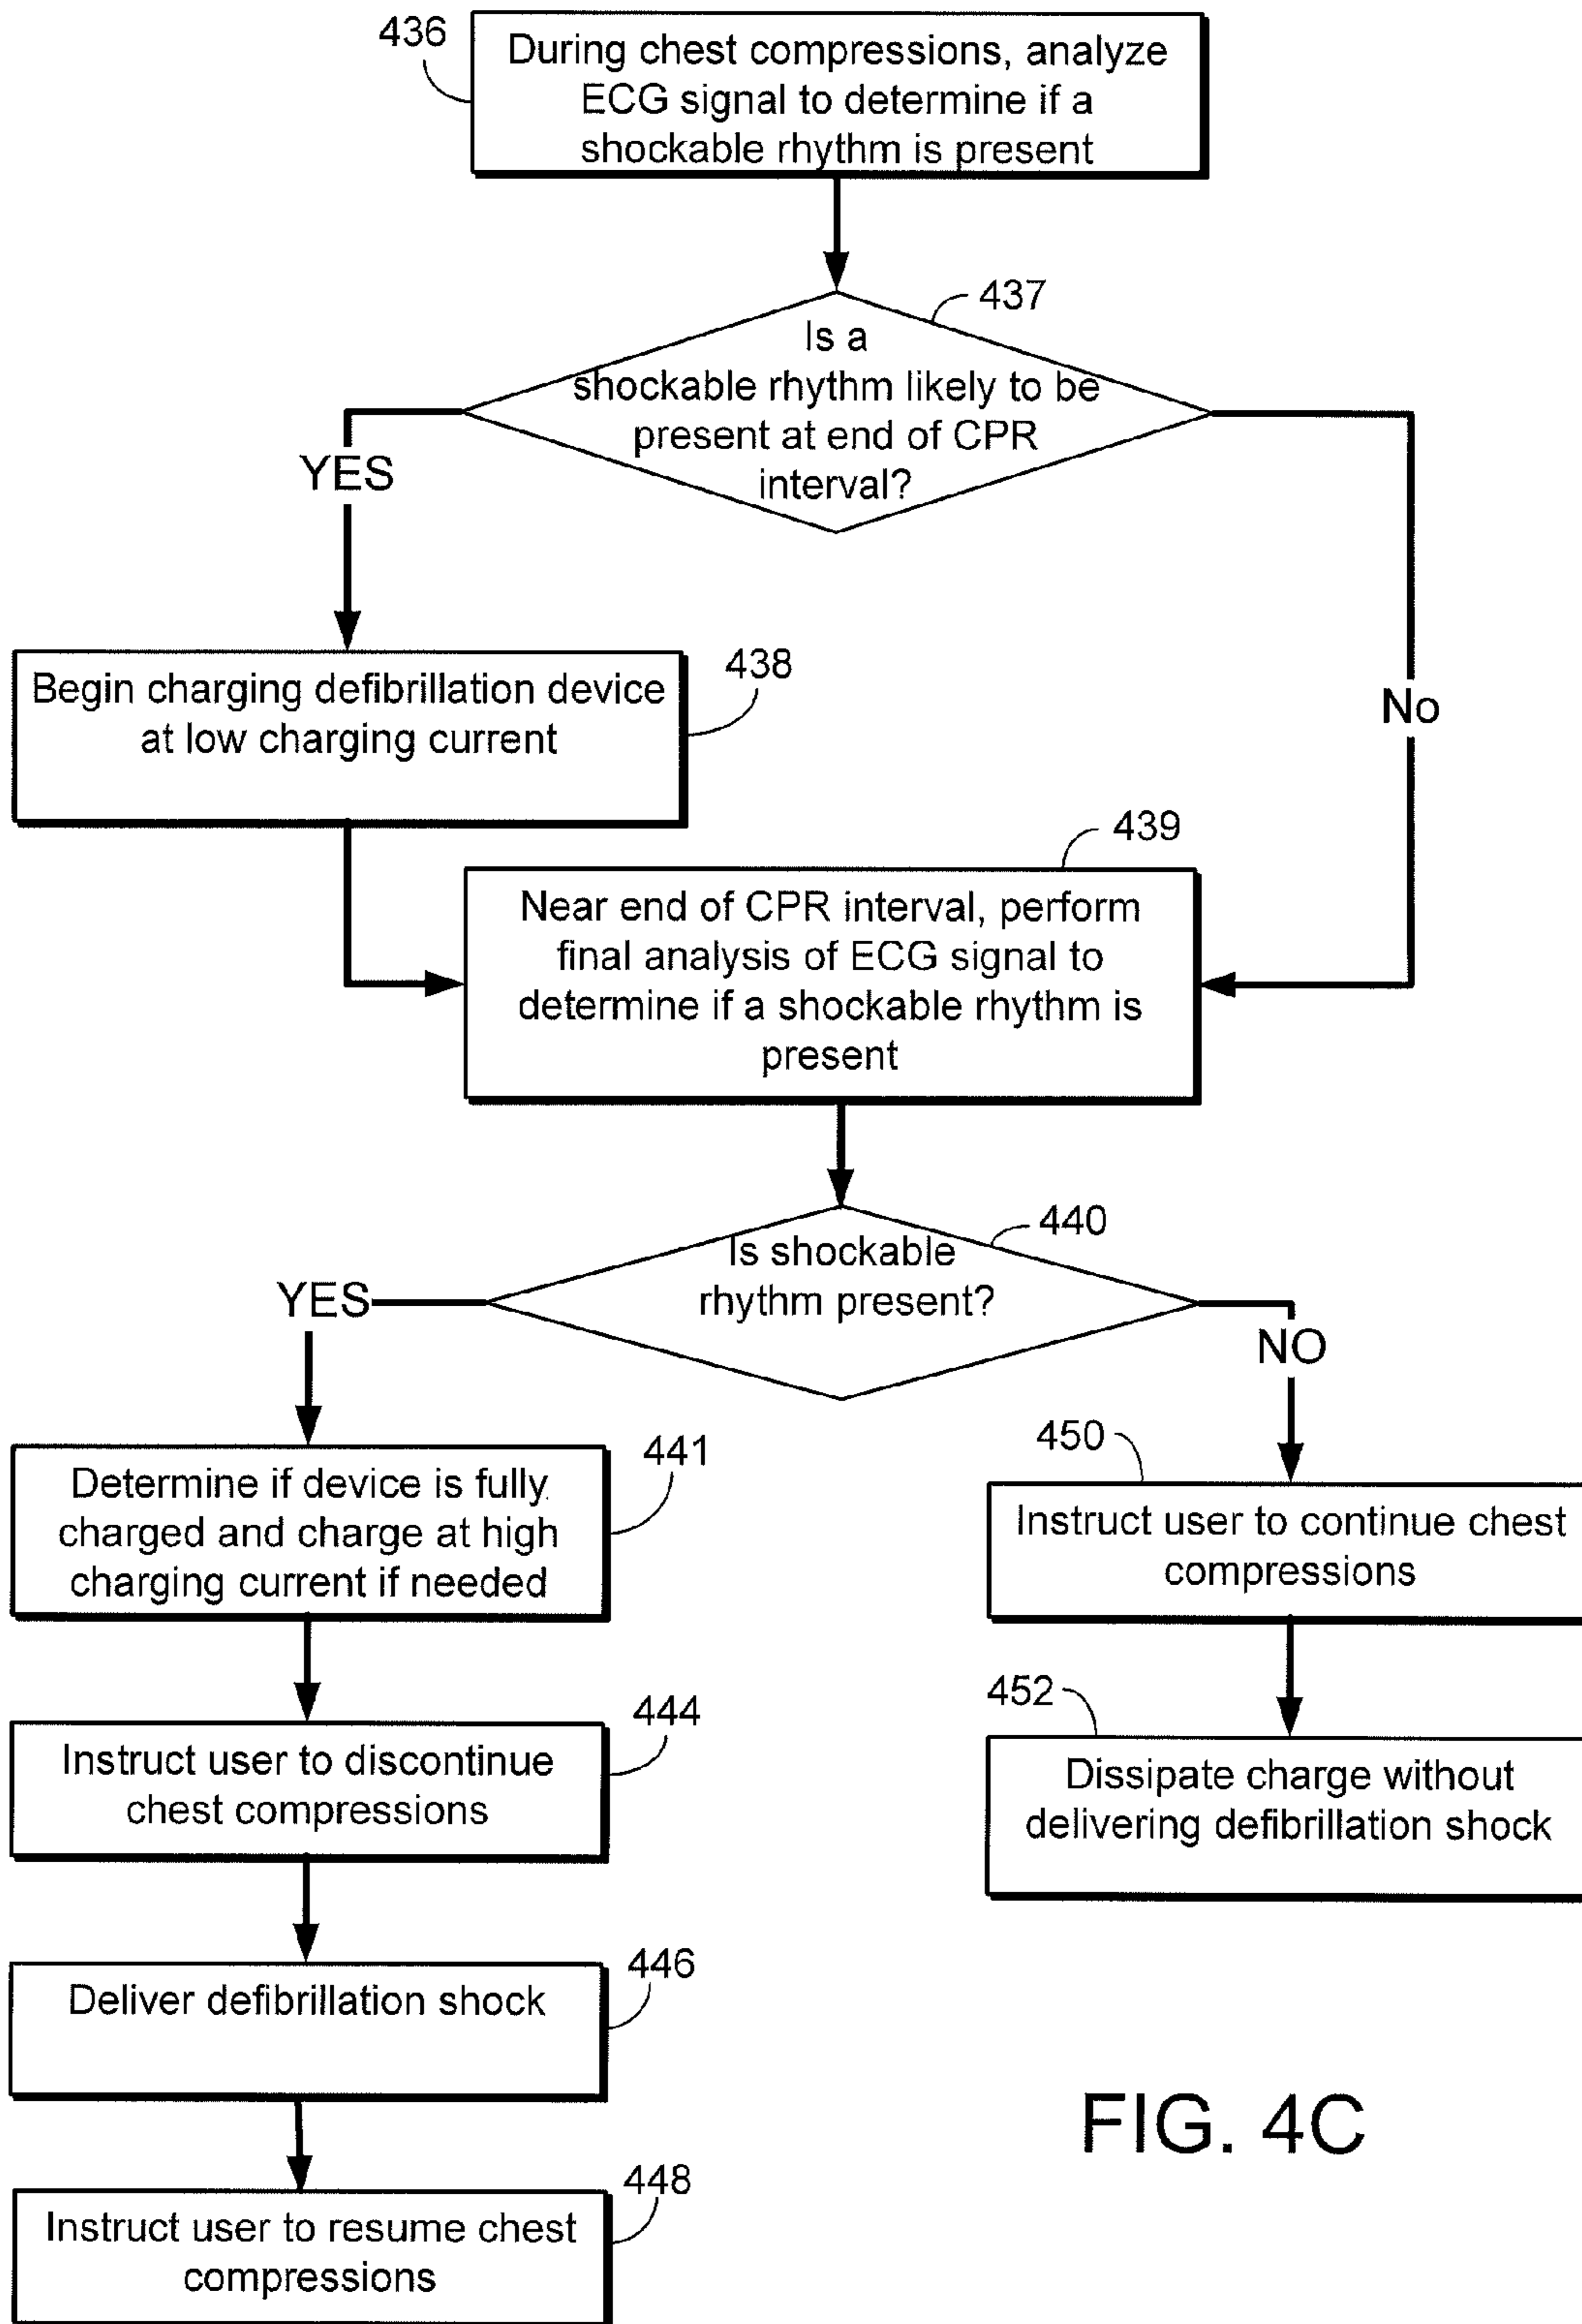 436
During chest compressions, analyze
ECG signal to determine if a
shockable rhythm is present
437
Is a
shockable rhythm likely to be
present at end of CPR
interval?
YES
No
438
Begin charging defibrillation device
at low charging current
439
Near end of CPR interval, perform
final analysis of ECG signal to
determine if a shockable rhythm is
present
440
Is shockable
rhythm present?
YES
NO
441
Determine if device is fully
charged and charge at high
charging current if needed
450
Instruct user to continue chest
compressions
444
Instruct user to discontinue
chest compressions
452
Dissipate charge without
delivering defibrillation shock
446
Deliver defibrillation shock
448
Instruct user to resume chest
compressions
FIG. 4C